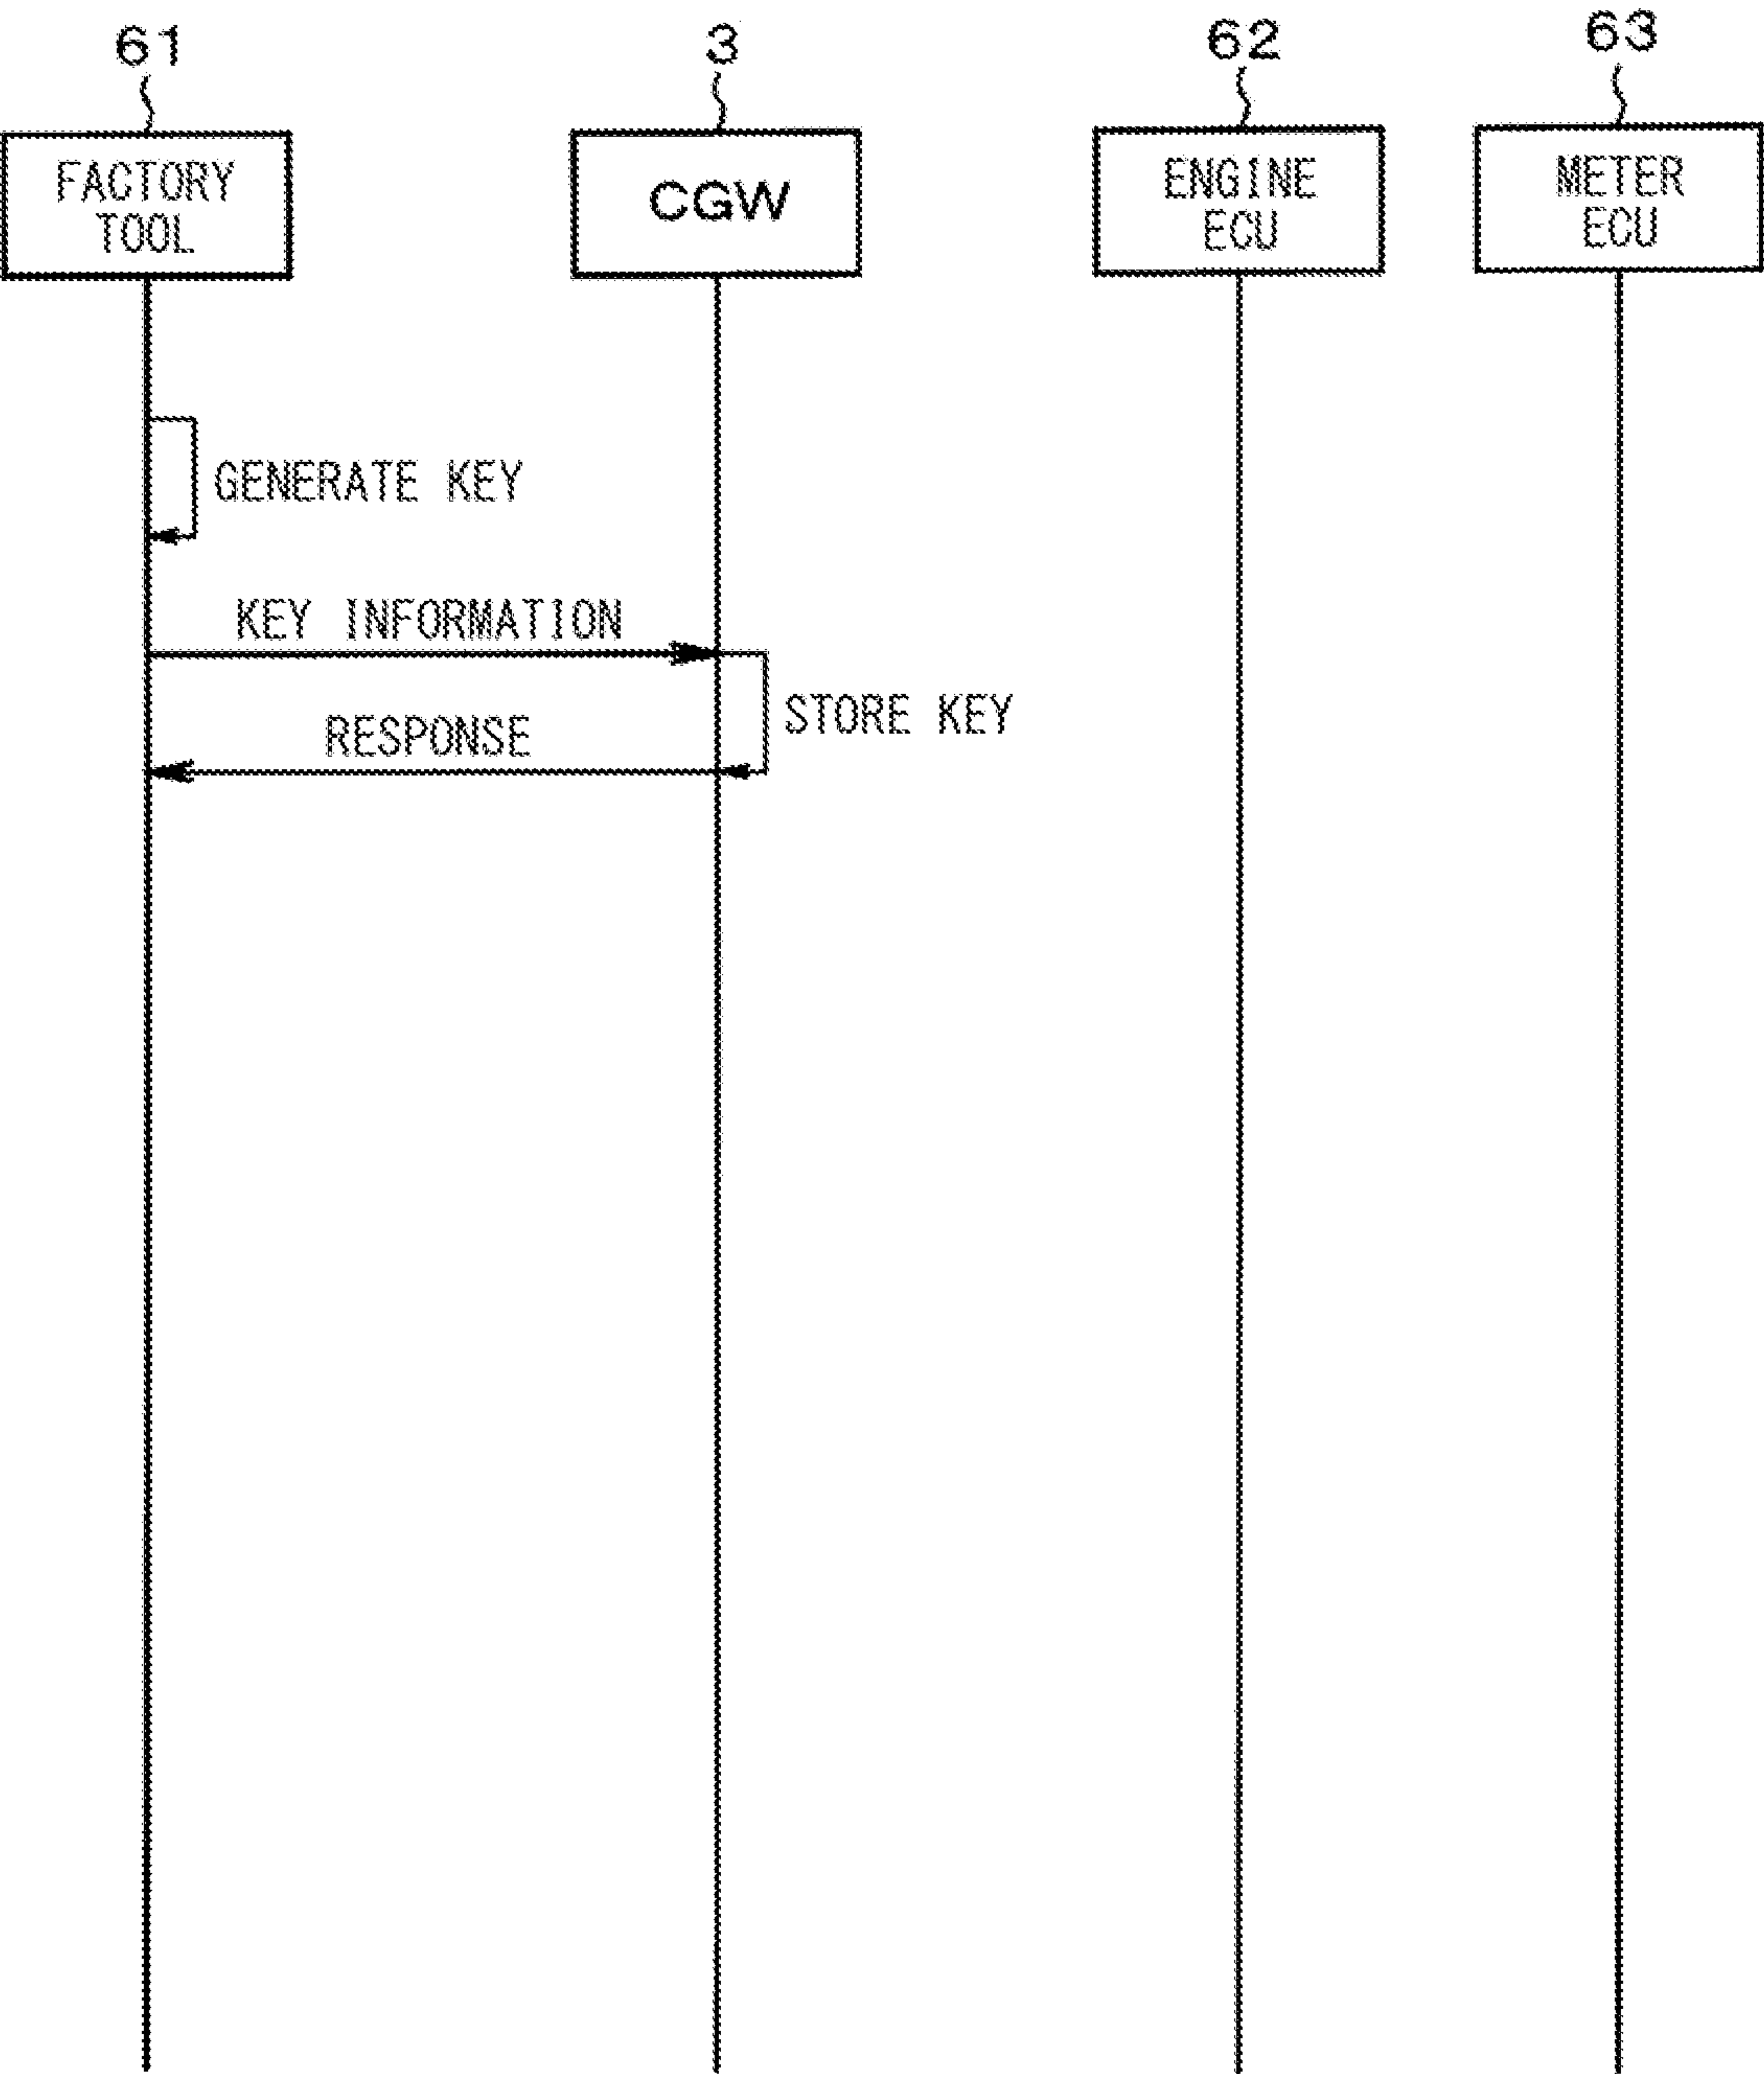 61
3
62
63
FACTORY
TOOL
CGW
ENGINE
ECU
METER
ECU
GENERATE KEY
KEY INFORMATION
STORE KEY
RESPONSE